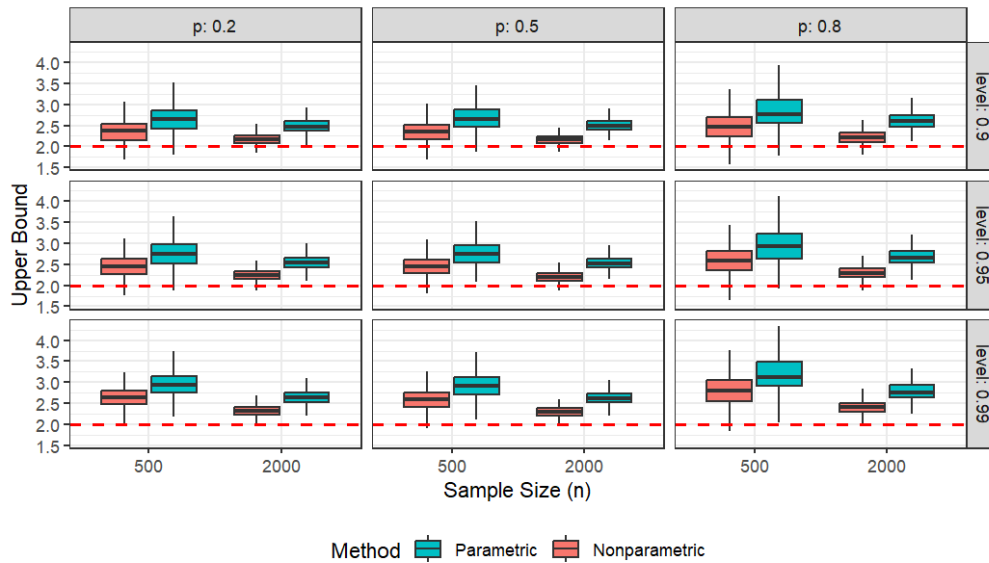 p: 0.2 p: 0.5 p: 0.8
4.0
3.5
3.0
2.5
2.0
1.5
level: 0.9
4.0
3.5
3.0
2.5
2.0
1.5
level: 0.95
4.0
3.5
3.0
2.5
2.0
1.5
level: 0.99
Upper Bound
500 2000 500 2000 500 2000
Sample Size (n)
Method Parametric Nonparametric